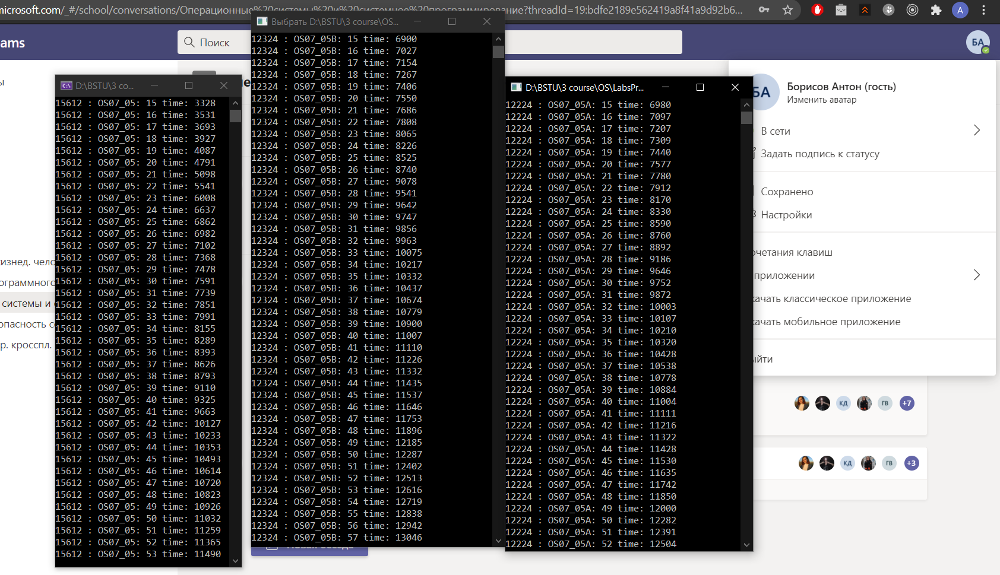 microsoft.com/_#/school/conversations/Операционные%20системы%20и%20системное%20программирование?threadId=19:bdfe2189e562419a8f41a9d92b6...
A
ams
Поиск
БА
Выбрать D:\BSTU\3 course\OS...
12324 : OS07_05B: 15 time: 6900
12324 : OS07_05B: 16 time: 7027
12324 : OS07_05B: 17 time: 7154
12324 : OS07_05B: 18 time: 7267
12324 : OS07_05B: 19 time: 7406
12324 : OS07_05B: 20 time: 7550
12324 : OS07_05B: 21 time: 7686
12324 : OS07_05B: 22 time: 7808
12324 : OS07_05B: 23 time: 8065
12324 : OS07_05B: 24 time: 8226
12324 : OS07_05B: 25 time: 8525
12324 : OS07_05B: 26 time: 8740
12324 : OS07_05B: 27 time: 9078
12324 : OS07_05B: 28 time: 9541
12324 : OS07_05B: 29 time: 9642
12324 : OS07_05B: 30 time: 9747
12324 : OS07_05B: 31 time: 9856
12324 : OS07_05B: 32 time: 9963
12324 : OS07_05B: 33 time: 10075
12324 : OS07_05B: 34 time: 10217
12324 : OS07_05B: 35 time: 10332
12324 : OS07_05B: 36 time: 10437
12324 : OS07_05B: 37 time: 10674
12324 : OS07_05B: 38 time: 10779
12324 : OS07_05B: 39 time: 10900
12324 : OS07_05B: 40 time: 11007
12324 : OS07_05B: 41 time: 11110
12324 : OS07_05B: 42 time: 11226
12324 : OS07_05B: 43 time: 11332
12324 : OS07_05B: 44 time: 11435
12324 : OS07_05B: 45 time: 11537
12324 : OS07_05B: 46 time: 11646
12324 : OS07_05B: 47 time: 11753
12324 : OS07_05B: 48 time: 11896
12324 : OS07_05B: 49 time: 12185
12324 : OS07_05B: 50 time: 12287
12324 : OS07_05B: 51 time: 12402
12324 : OS07_05B: 52 time: 12513
12324 : OS07_05B: 53 time: 12616
12324 : OS07_05B: 54 time: 12719
12324 : OS07_05B: 55 time: 12838
12324 : OS07_05B: 56 time: 12942
12324 : OS07_05B: 57 time: 13046
D:\BSTU\3 co...
15612 : OS07_05: 15 time: 3328
15612 : OS07_05: 16 time: 3531
15612 : OS07_05: 17 time: 3693
15612 : OS07_05: 18 time: 3927
15612 : OS07_05: 19 time: 4087
15612 : OS07_05: 20 time: 4791
15612 : OS07_05: 21 time: 5098
15612 : OS07_05: 22 time: 5541
15612 : OS07_05: 23 time: 6008
15612 : OS07_05: 24 time: 6637
15612 : OS07_05: 25 time: 6862
15612 : OS07_05: 26 time: 6982
15612 : OS07_05: 27 time: 7102
15612 : OS07_05: 28 time: 7368
15612 : OS07_05: 29 time: 7478
15612 : OS07_05: 30 time: 7591
15612 : OS07_05: 31 time: 7739
15612 : OS07_05: 32 time: 7851
15612 : OS07_05: 33 time: 7991
15612 : OS07_05: 34 time: 8155
15612 : OS07_05: 35 time: 8289
15612 : OS07_05: 36 time: 8393
15612 : OS07_05: 37 time: 8626
15612 : OS07_05: 38 time: 8793
15612 : OS07_05: 39 time: 9110
15612 : OS07_05: 40 time: 9325
15612 : OS07_05: 41 time: 9663
15612 : OS07_05: 42 time: 10127
15612 : OS07_05: 43 time: 10233
15612 : OS07_05: 44 time: 10353
15612 : OS07_05: 45 time: 10493
15612 : OS07_05: 46 time: 10614
15612 : OS07_05: 47 time: 10720
15612 : OS07_05: 48 time: 10823
15612 : OS07_05: 49 time: 10926
15612 : OS07_05: 50 time: 11032
15612 : OS07_05: 51 time: 11259
15612 : OS07_05: 52 time: 11365
15612 : OS07_05: 53 time: 11490
D:\BSTU\3 course\OS\LabsPr...
12224 : OS07_05A: 15 time: 6980
12224 : OS07_05A: 16 time: 7097
12224 : OS07_05A: 17 time: 7207
12224 : OS07_05A: 18 time: 7309
12224 : OS07_05A: 19 time: 7440
12224 : OS07_05A: 20 time: 7577
12224 : OS07_05A: 21 time: 7780
12224 : OS07_05A: 22 time: 7912
12224 : OS07_05A: 23 time: 8170
12224 : OS07_05A: 24 time: 8330
12224 : OS07_05A: 25 time: 8590
12224 : OS07_05A: 26 time: 8760
12224 : OS07_05A: 27 time: 8892
12224 : OS07_05A: 28 time: 9186
12224 : OS07_05A: 29 time: 9646
12224 : OS07_05A: 30 time: 9752
12224 : OS07_05A: 31 time: 9872
12224 : OS07_05A: 32 time: 10003
12224 : OS07_05A: 33 time: 10107
12224 : OS07_05A: 34 time: 10210
12224 : OS07_05A: 35 time: 10320
12224 : OS07_05A: 36 time: 10428
12224 : OS07_05A: 37 time: 10538
12224 : OS07_05A: 38 time: 10778
12224 : OS07_05A: 39 time: 10884
12224 : OS07_05A: 40 time: 11004
12224 : OS07_05A: 41 time: 11111
12224 : OS07_05A: 42 time: 11216
12224 : OS07_05A: 43 time: 11322
12224 : OS07_05A: 44 time: 11428
12224 : OS07_05A: 45 time: 11530
12224 : OS07_05A: 46 time: 11635
12224 : OS07_05A: 47 time: 11742
12224 : OS07_05A: 48 time: 11850
12224 : OS07_05A: 49 time: 12000
12224 : OS07_05A: 50 time: 12282
12224 : OS07_05A: 51 time: 12391
12224 : OS07_05A: 52 time: 12504
БА
Борисов Антон (гость)
Изменить аватар
В сети
Задать подпись к статусу
Сохранено
Настройки
очетания клавиш
приложении
качать классическое приложение
качать мобильное приложение
ыйти
ы
изнед. чело
ограммного
системы и
опасность с
р. кросспл.
КД ГВ +7
КД ГВ +3